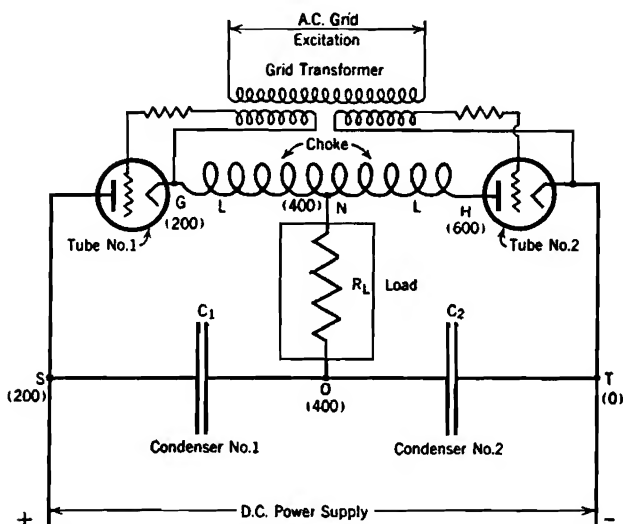 A.C. Grid
Excitation
Grid Transformer
Choke
G
(200)
L
(400)
N
L
H
(600)
Tube No.1
Tube No.2
RL Load
C1
C2
S
(200)
O
(400)
T
(0)
Condenser No.1
Condenser No.2
+
D.C. Power Supply
−